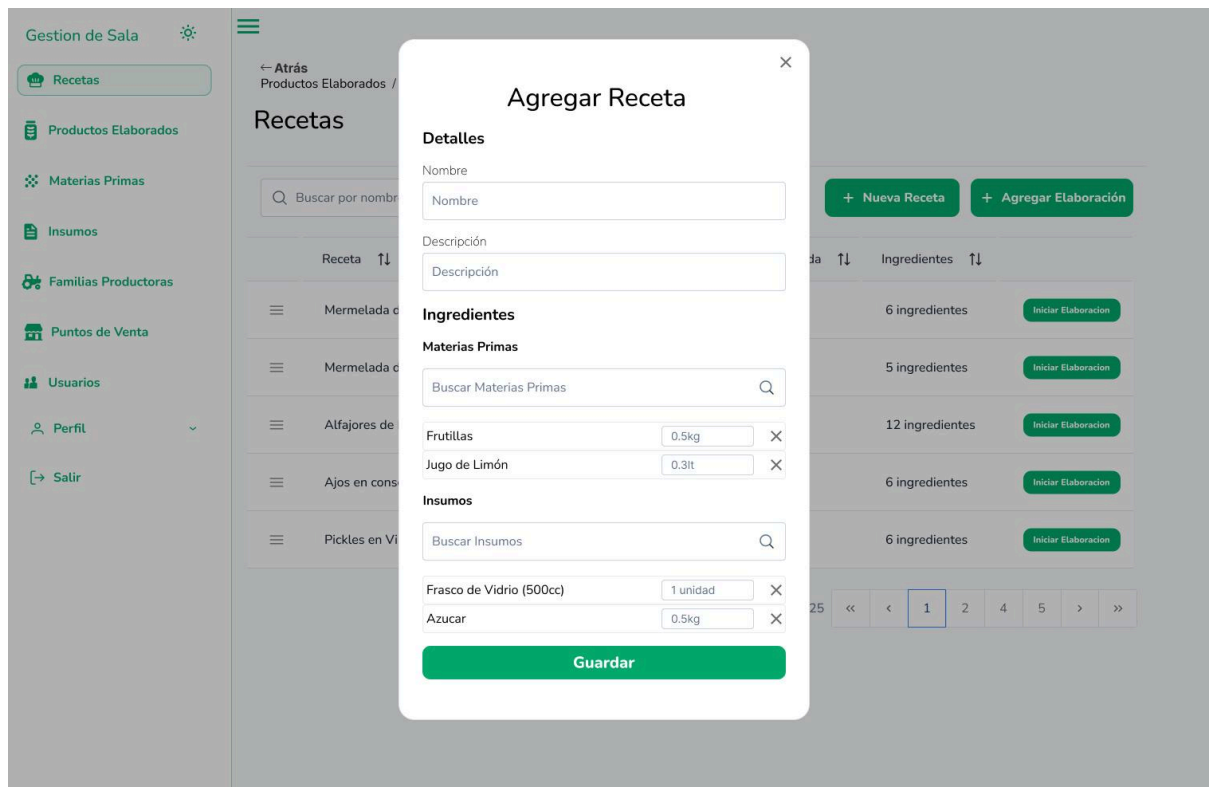 Gestion de Sala
Recetas
Productos Elaborados
Materias Primas
Insumos
Familias Productoras
Puntos de Venta
Usuarios
Perfil
Salir
←Atrás
Productos Elaborados /
Recetas
Buscar por nombr
+ Nueva Receta
+ Agregar Elaboración
Receta ↑↓ da ↑↓ Ingredientes ↑↓
Mermelada d 6 ingredientes Iniciar Elaboracion
Mermelada d 5 ingredientes Iniciar Elaboracion
Alfajores de 12 ingredientes Iniciar Elaboracion
Ajos en cons 6 ingredientes Iniciar Elaboracion
Pickles en Vi 6 ingredientes Iniciar Elaboracion
25 « ‹ 1 2 4 5 › »
Agregar Receta
Detalles
Nombre
Nombre
Descripción
Descripción
Ingredientes
Materias Primas
Buscar Materias Primas
Frutillas 0.5kg
Jugo de Limón 0.3lt
Insumos
Buscar Insumos
Frasco de Vidrio (500cc) 1 unidad
Azucar 0.5kg
Guardar